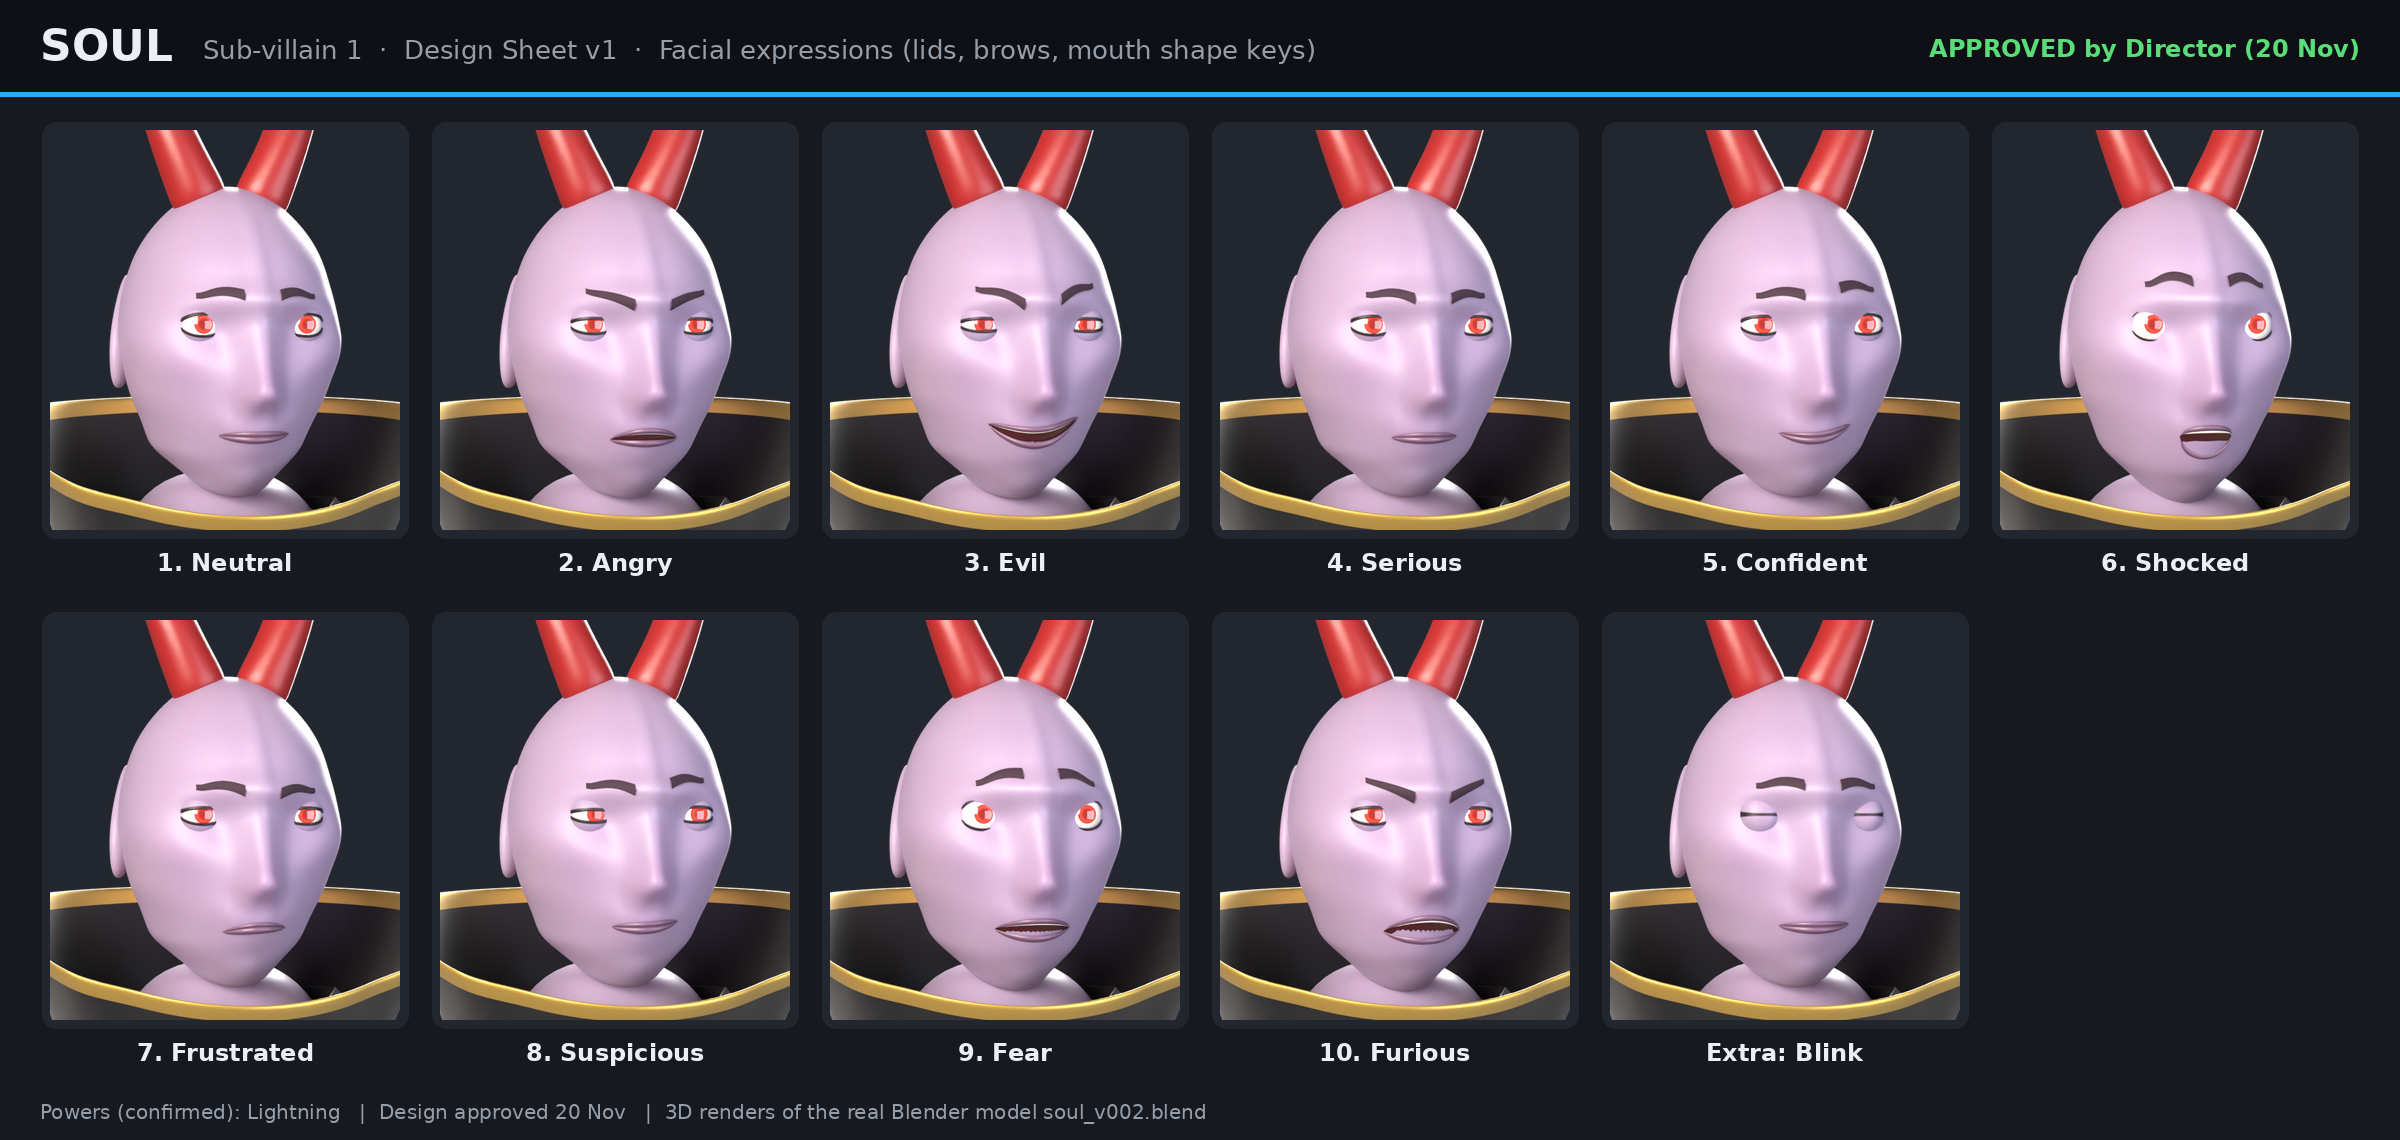 SOUL Sub-villain 1 · Design Sheet v1 · Facial expressions (lids, brows, mouth shape keys) APPROVED by Director (20 Nov)
1. Neutral 2. Angry 3. Evil 4. Serious 5. Confident 6. Shocked
7. Frustrated 8. Suspicious 9. Fear 10. Furious Extra: Blink
Powers (confirmed): Lightning | Design approved 20 Nov | 3D renders of the real Blender model soul_v002.blend